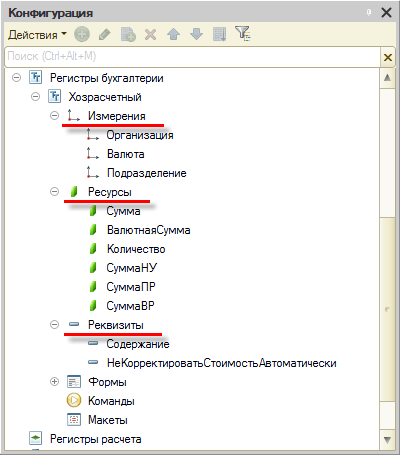 Конфигурация
Действия
Поиск (Ctrl+Alt+M)
Регистры бухгалтерии
Хозрасчетный
Измерения
Организация
Валюта
Подразделение
Ресурсы
Сумма
ВалютнаяСумма
Количество
СуммаНУ
СуммаПР
СуммаВР
Реквизиты
Содержание
НеКорректироватьСтоимостьАвтоматически
Формы
Команды
Макеты
Регистры расчета